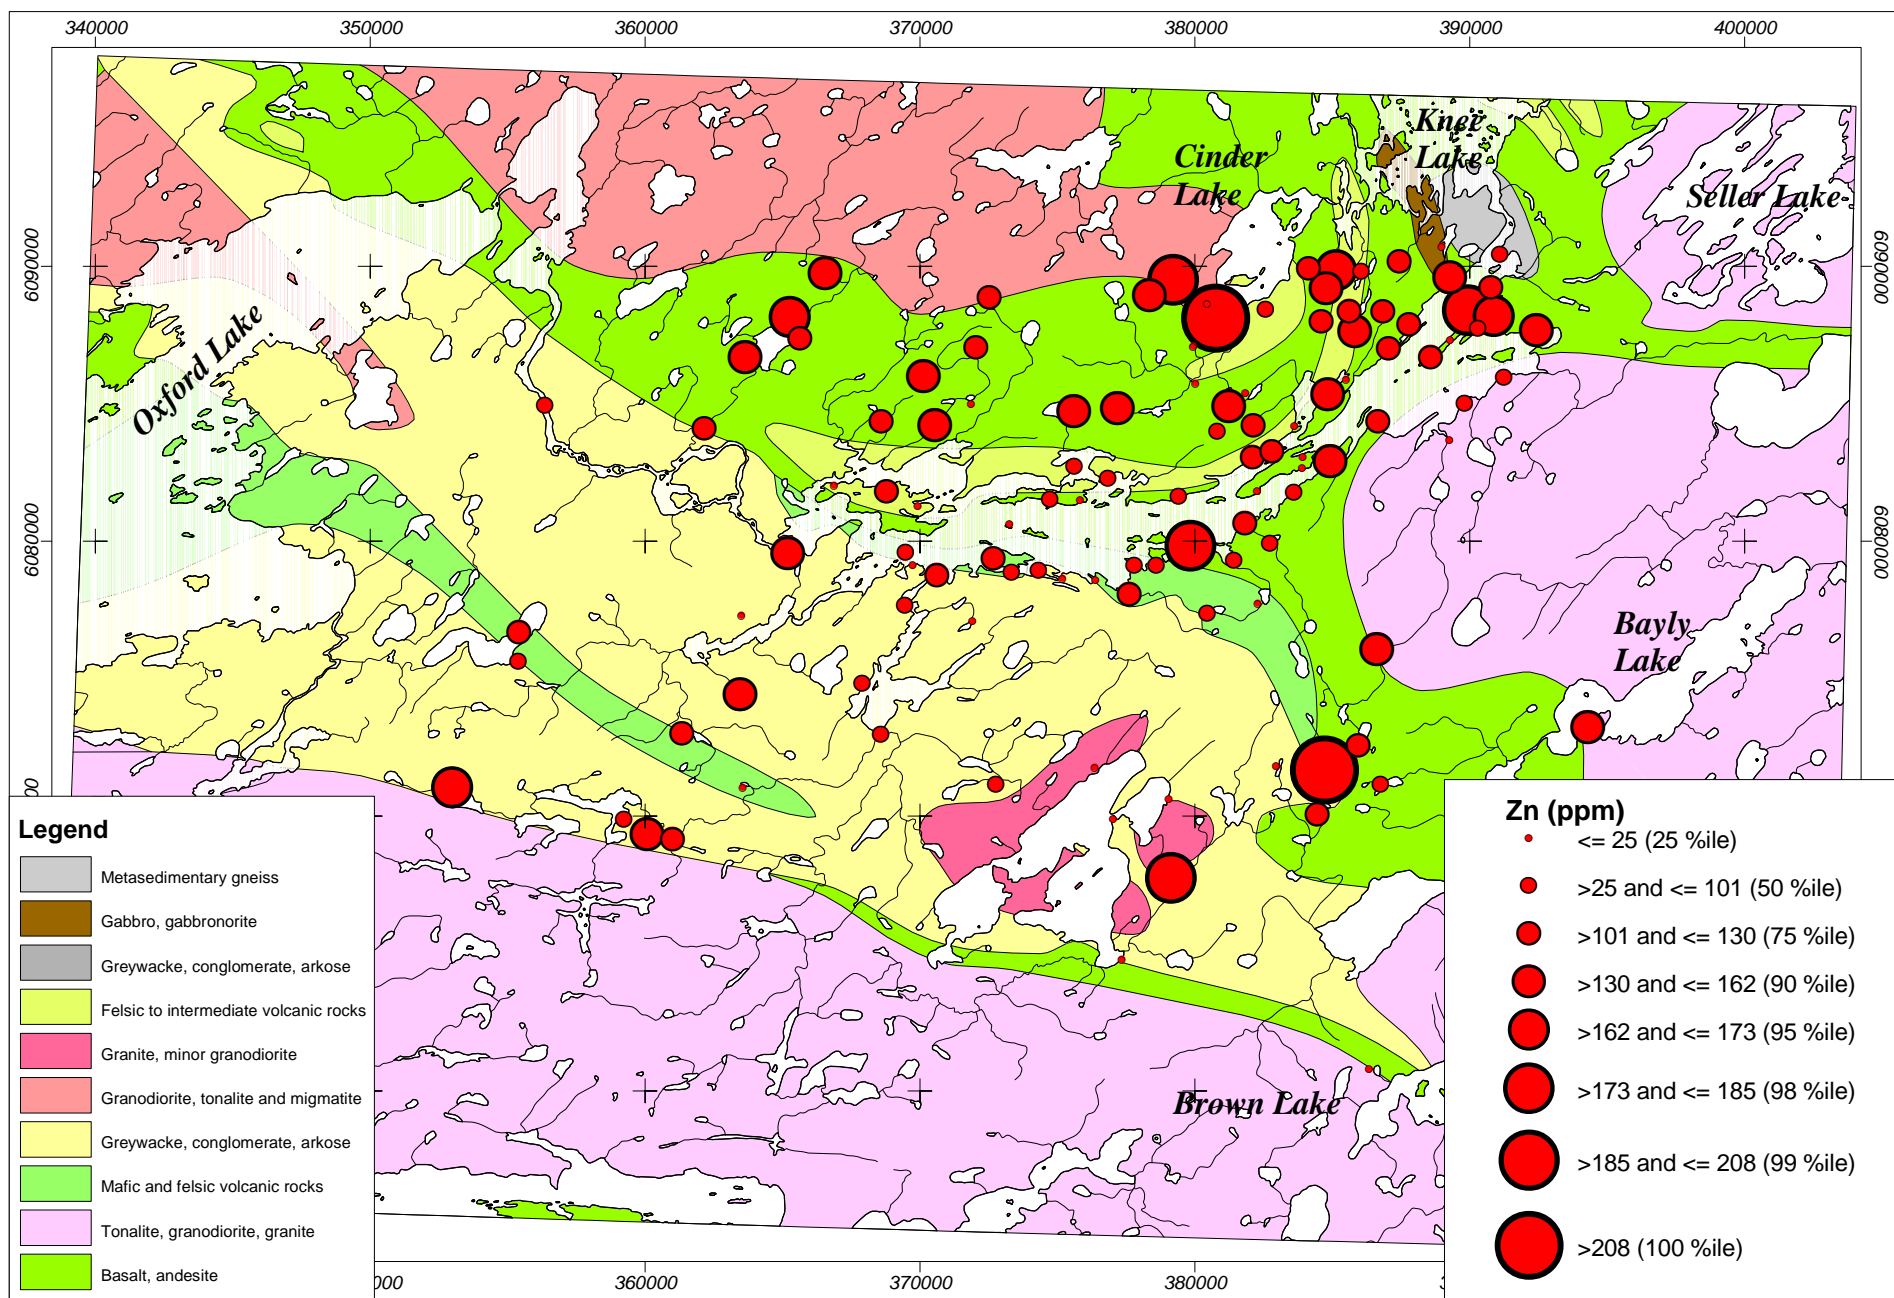 340000 350000 360000 370000 380000 390000 400000
Knee
Lake
Cinder
Lake
Seller Lake
6090000 6090000
Oxford Lake
6080000 6080000
Bayly
Lake
Brown Lake
Legend
Metasedimentary gneiss
Gabbro, gabbronorite
Greywacke, conglomerate, arkose
Felsic to intermediate volcanic rocks
Granite, minor granodiorite
Granodiorite, tonalite and migmatite
Greywacke, conglomerate, arkose
Mafic and felsic volcanic rocks
Tonalite, granodiorite, granite
Basalt, andesite
Zn (ppm)
<= 25 (25 %ile)
>25 and <= 101 (50 %ile)
>101 and <= 130 (75 %ile)
>130 and <= 162 (90 %ile)
>162 and <= 173 (95 %ile)
>173 and <= 185 (98 %ile)
>185 and <= 208 (99 %ile)
>208 (100 %ile)
360000 370000 380000